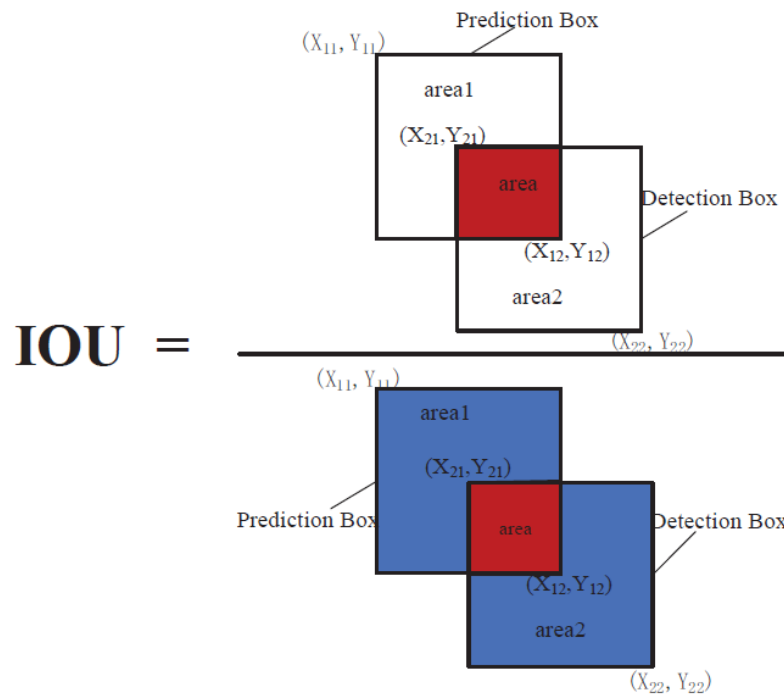 Prediction Box
(X₁₁, Y₁₁)
area1
(X₂₁,Y₂₁)
area
Detection Box
(X₁₂,Y₁₂)
area2
(X₂₂, Y₂₂)
IOU =
(X₁₁, Y₁₁)
area1
(X₂₁,Y₂₁)
Prediction Box
area
Detection Box
(X₁₂,Y₁₂)
area2
(X₂₂, Y₂₂)